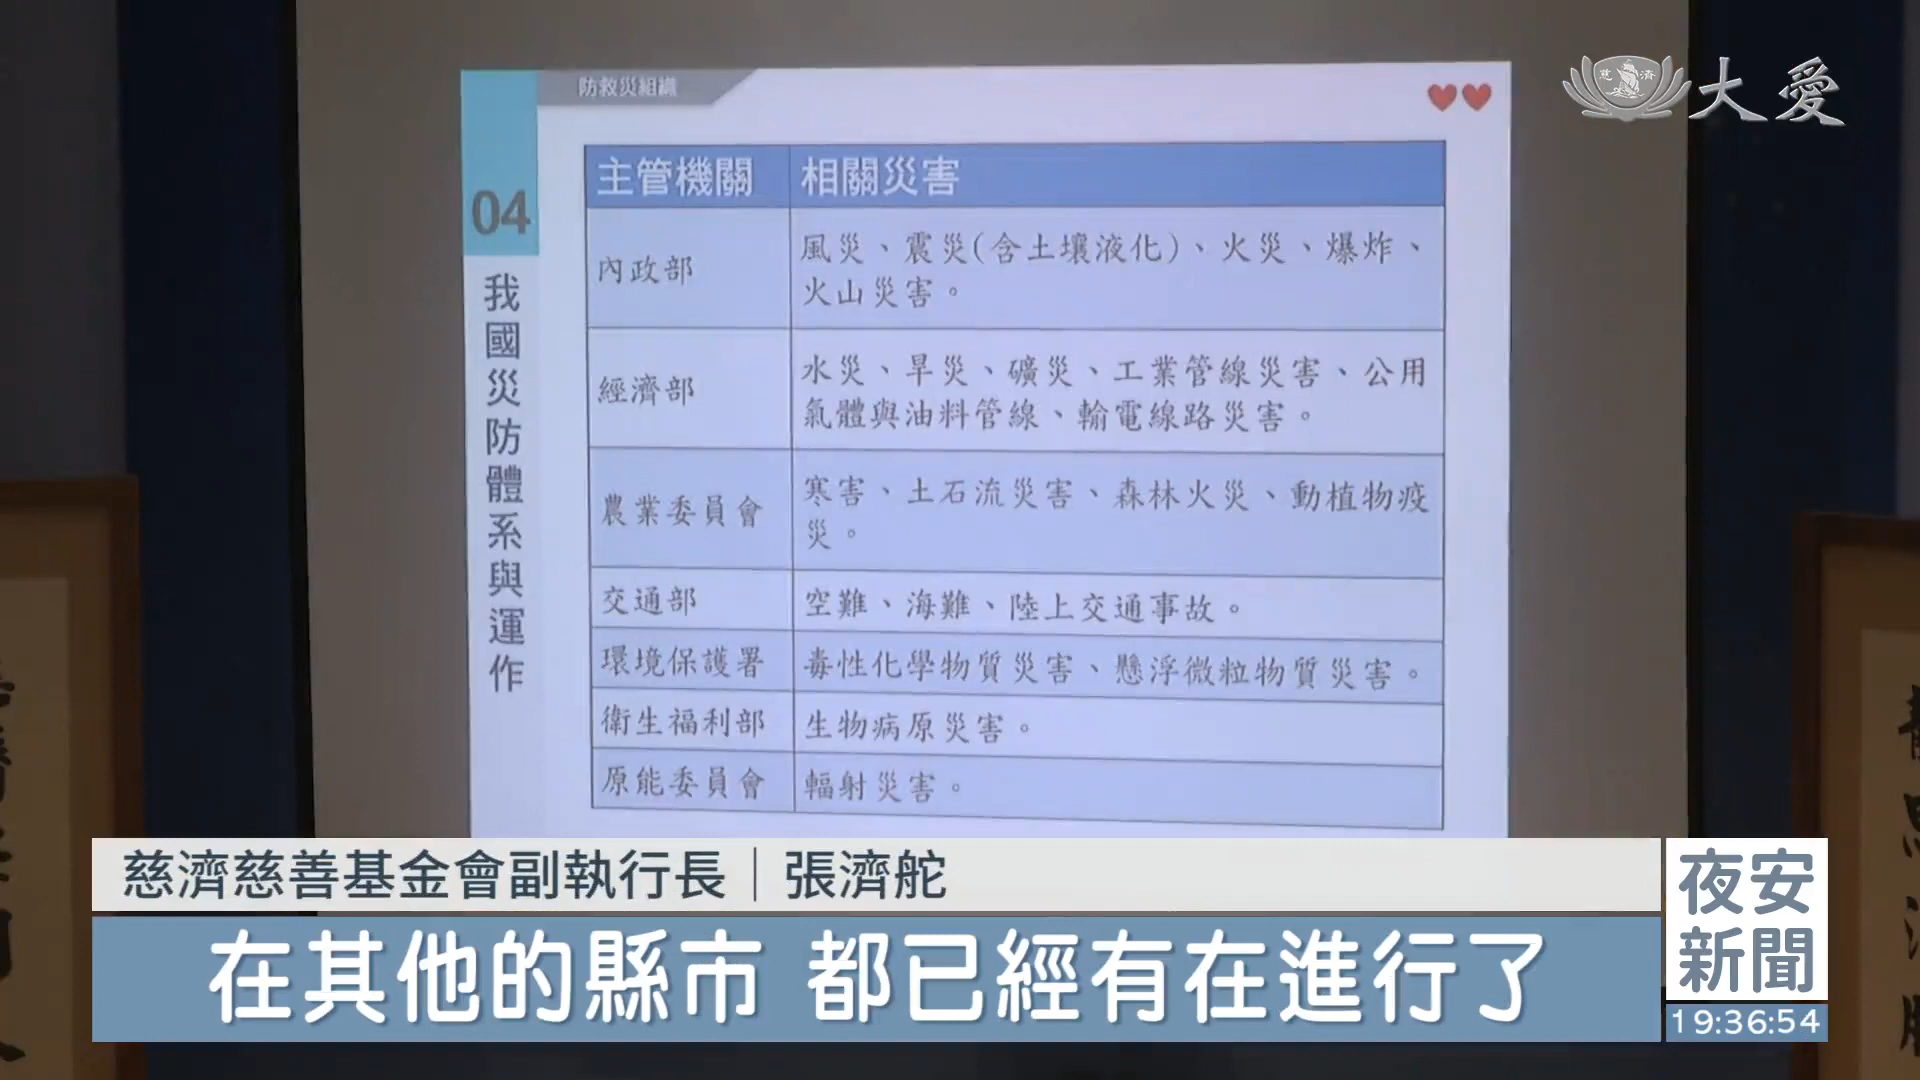 防救災組織
慈濟
大愛
04
我國災防體系與運作
主管機關 相關災害
內政部 風災、震災(含土壤液化)、火災、爆炸、
火山災害。
經濟部 水災、旱災、礦災、工業管線災害、公用
氣體與油料管線、輸電線路災害。
農業委員會 寒害、土石流災害、森林火災、動植物疫
災。
交通部 空難、海難、陸上交通事故。
環境保護署 毒性化學物質災害、懸浮微粒物質災害。
衛生福利部 生物病原災害。
原能委員會 輻射災害。
慈濟慈善基金會副執行長｜張濟舵
在其他的縣市 都已經有在進行了
夜安
新聞
19:36:54